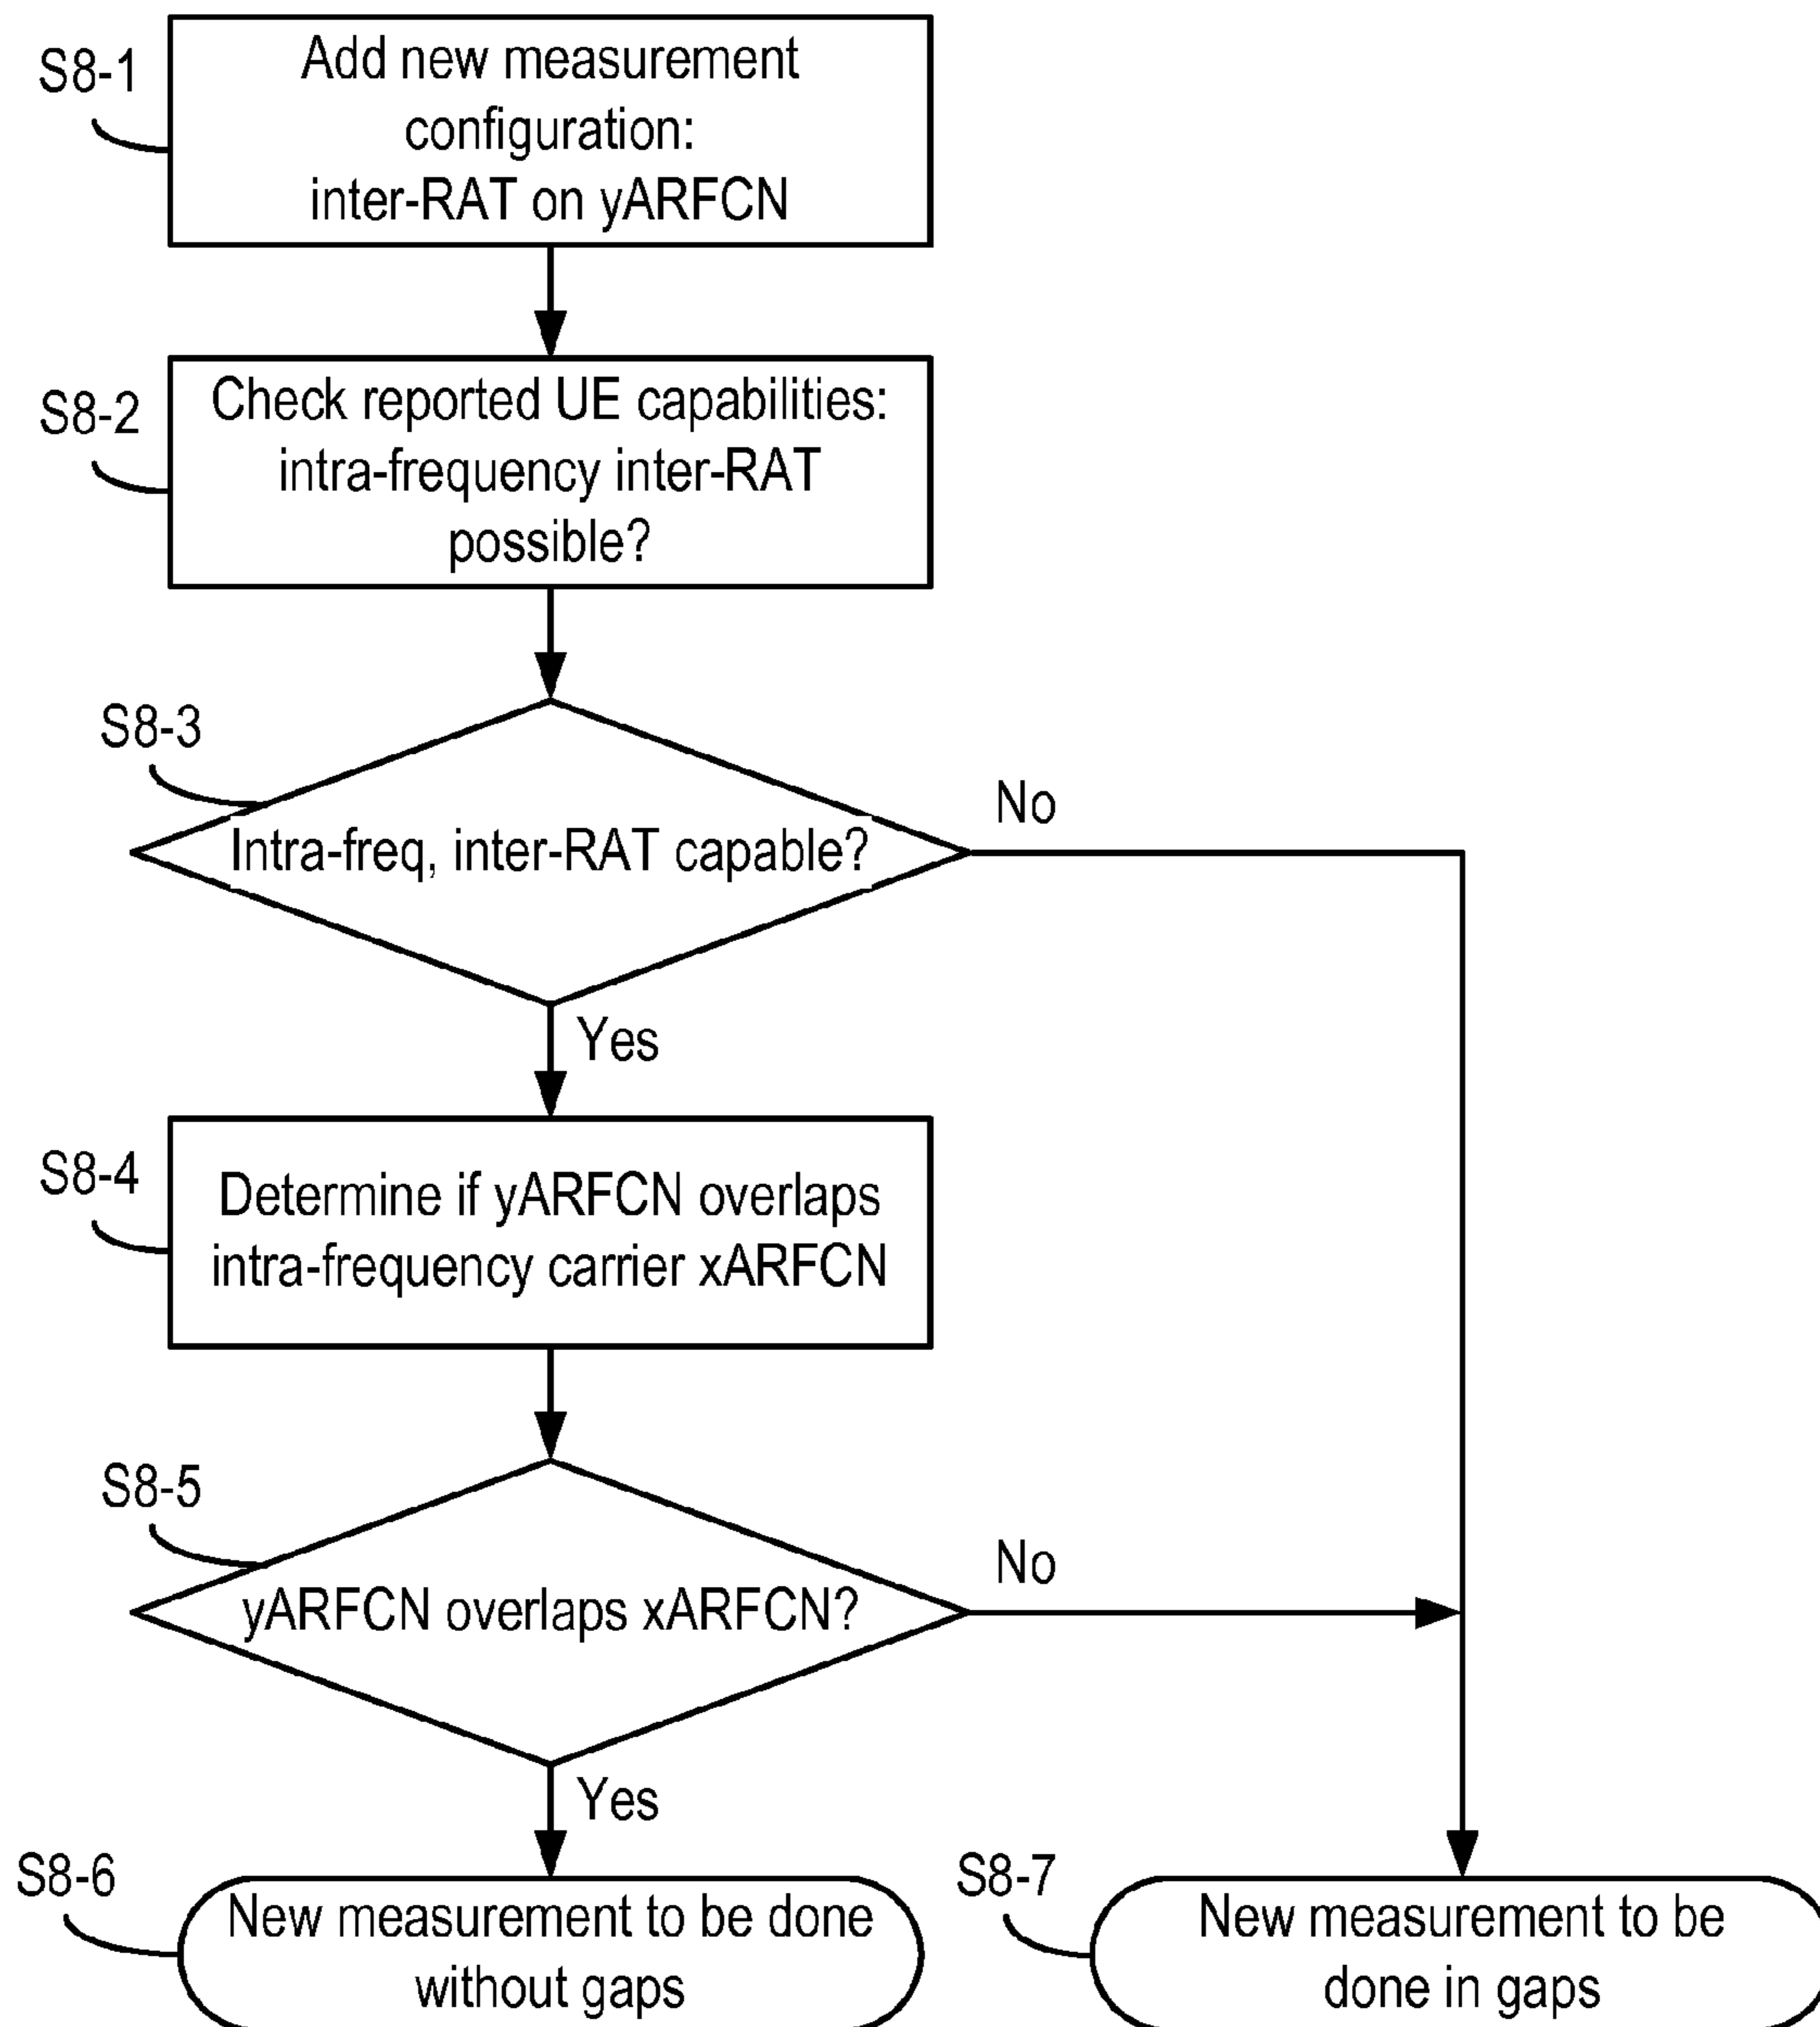 S8-1
Add new measurement
configuration:
inter-RAT on yARFCN
S8-2
Check reported UE capabilities:
intra-frequency inter-RAT
possible?
S8-3
Intra-freq, inter-RAT capable?
No
Yes
S8-4
Determine if yARFCN overlaps
intra-frequency carrier xARFCN
S8-5
yARFCN overlaps xARFCN?
No
Yes
S8-6
New measurement to be done
without gaps
S8-7
New measurement to be
done in gaps